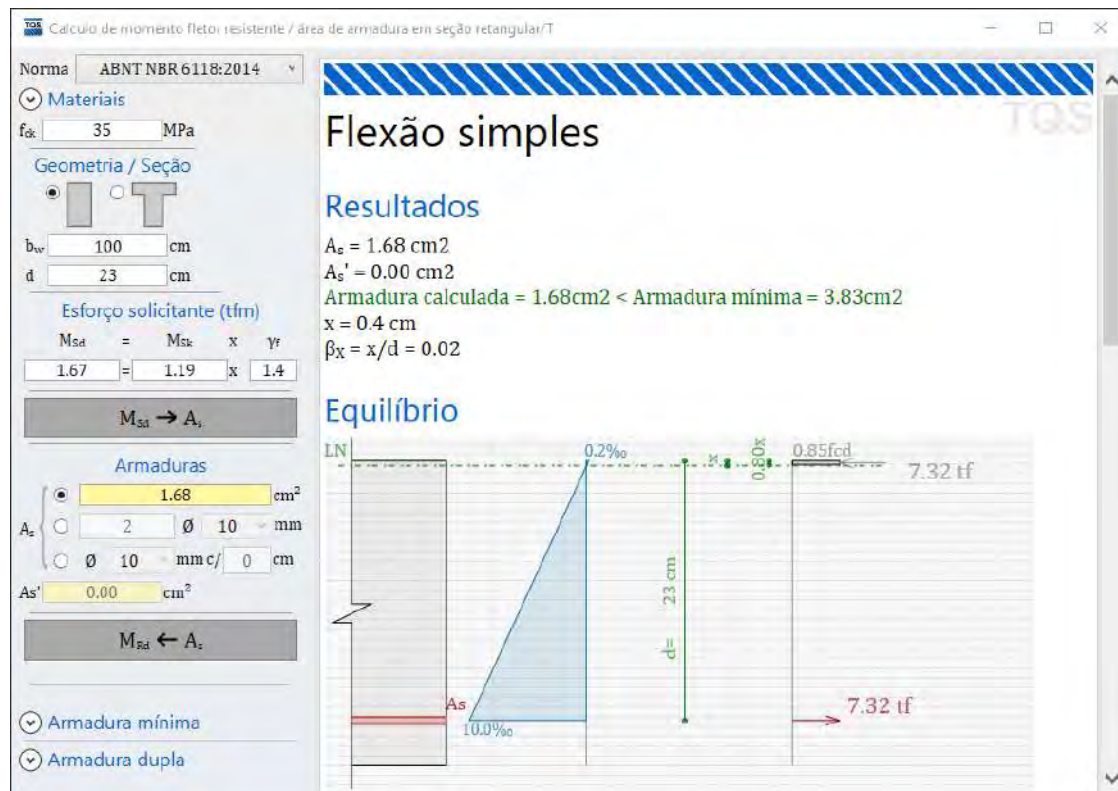 TQS Calculo de momento fletor resistente / área de armadura em seção retangular/T
Norma ABNT NBR 6118:2014
Materiais
fck 35 MPa
Geometria / Seção
bw 100 cm
d 23 cm
Esforço solicitante (tfm)
MSd = MSk x γf
1.67 = 1.19 x 1.4
MSd → As
Armaduras
1.68 cm²
As 2 Ø 10 mm
Ø 10 mm c/ 0 cm
As' 0.00 cm²
MRd ← As
Armadura mínima
Armadura dupla
TQS
Flexão simples
Resultados
As = 1.68 cm2
As' = 0.00 cm2
Armadura calculada = 1.68cm2 < Armadura mínima = 3.83cm2
x = 0.4 cm
βx = x/d = 0.02
Equilíbrio
LN 0.2‰ x 0.80x 0.85fcd
7.32 tf
d= 23 cm
As
7.32 tf
10.0‰